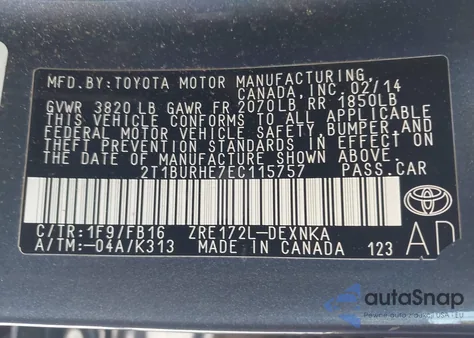 MFD.BY:TOYOTA MOTOR MANUFACTURING,
CANADA,INC.02/14
GVWR 3820LB GAWR FR 2070LB,RR 1850LB
THIS VEHICLE CONFORMS TO ALL APPLICABLE
FEDERAL MOTOR VEHICLE SAFETY,BUMPER,AND
THEFT PREVENTION STANDARDS IN EFFECT ON
THE DATE OF MANUFACTURE SHOWN ABOVE.
2T1BURHE7EC115757 PASS.CAR
C/TR:1F9/FB16 ZRE172L-DEXNKA
A/TM:-04A/K313 MADE IN CANADA 123
AD
autoSnap